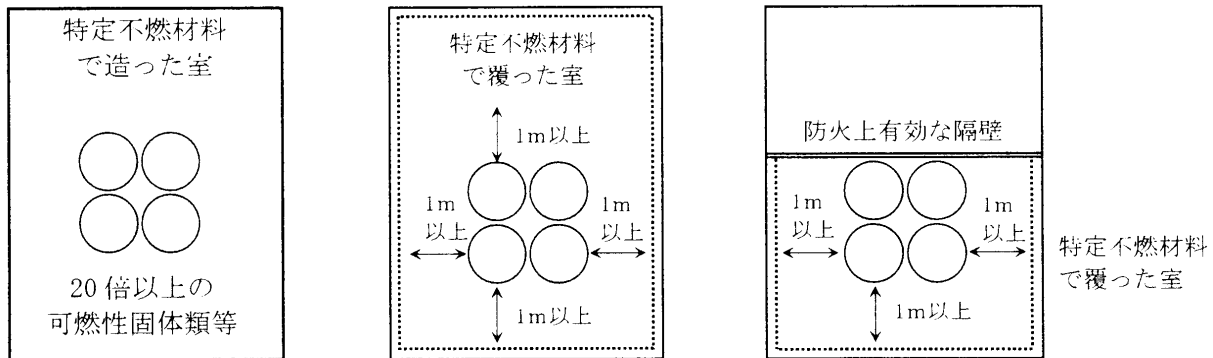 特定不燃材料
で造った室
20 倍以上の
可燃性固体類等
特定不燃材料
で覆った室
1m以上
1m
以上
1m
以上
1m以上
防火上有効な隔壁
1m
以上
1m
以上
1m以上
特定不燃材料
で覆った室